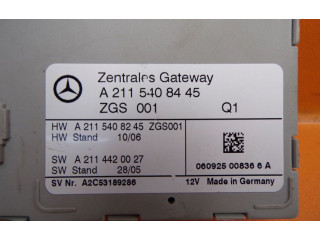 Zentrales Gateway
A 211 540 84 45
ZGS 001 Q1
HW A 211 540 82 45 ZGS001
HW Stand 10/06
SW A 211 442 00 27
SW Stand 28/05
060925 00836 6 A
SV Nr. A2C53189286 12V Made in Germany